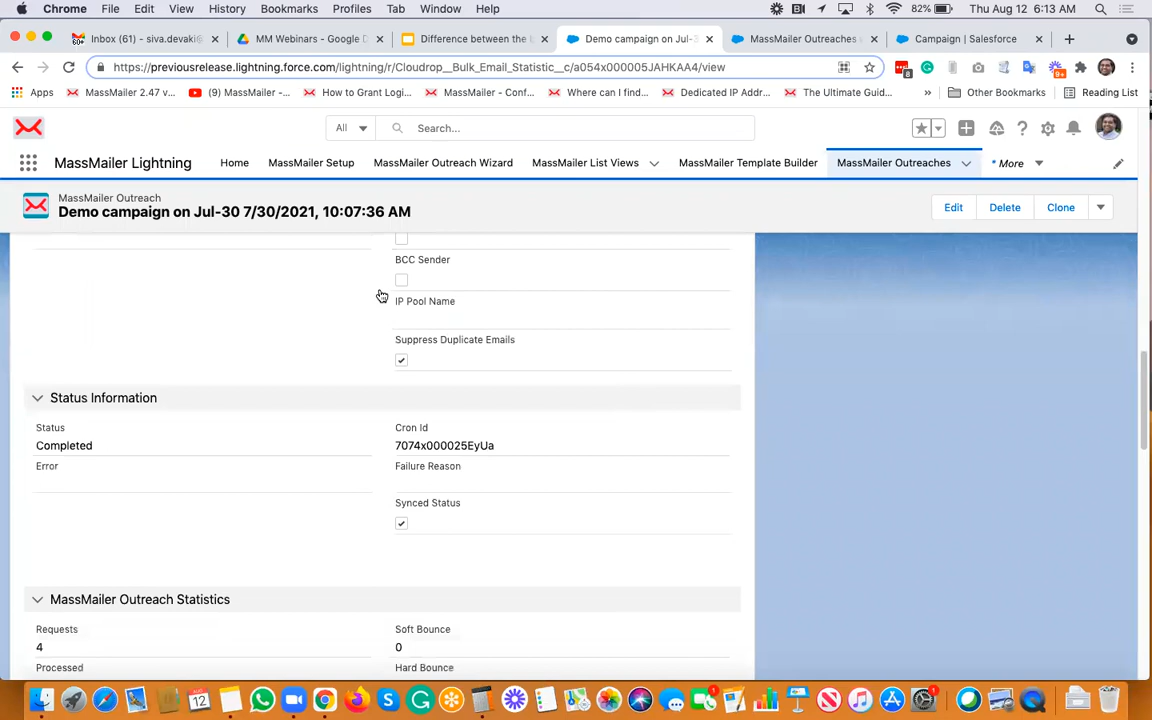 Chrome File Edit View History Bookmarks Profiles Tab Window Help 82% Thu Aug 12 6:13 AM
Inbox (61) - siva.devaki@ MM Webinars - Google D Difference between the U Demo campaign on Jul-3 MassMailer Outreaches Campaign | Salesforce
https://previousrelease.lightning.force.com/lightning/r/Cloudrop__Bulk_Email_Statistic__c/a054x000005JAHKAA4/view
8 9+
Apps MassMailer 2.47 v... (9) MassMailer -... How to Grant Logi... MassMailer - Conf... Where can I find... Dedicated IP Addr... The Ultimate Guid... » Other Bookmarks Reading List
All Search...
MassMailer Lightning Home MassMailer Setup MassMailer Outreach Wizard MassMailer List Views MassMailer Template Builder MassMailer Outreaches * More
MassMailer Outreach
Demo campaign on Jul-30 7/30/2021, 10:07:36 AM
Edit Delete Clone
BCC Sender
IP Pool Name
Suppress Duplicate Emails
Status Information
Status Cron Id
Completed 7074x000025EyUa
Error Failure Reason
Synced Status
MassMailer Outreach Statistics
Requests Soft Bounce
4 0
Processed Hard Bounce